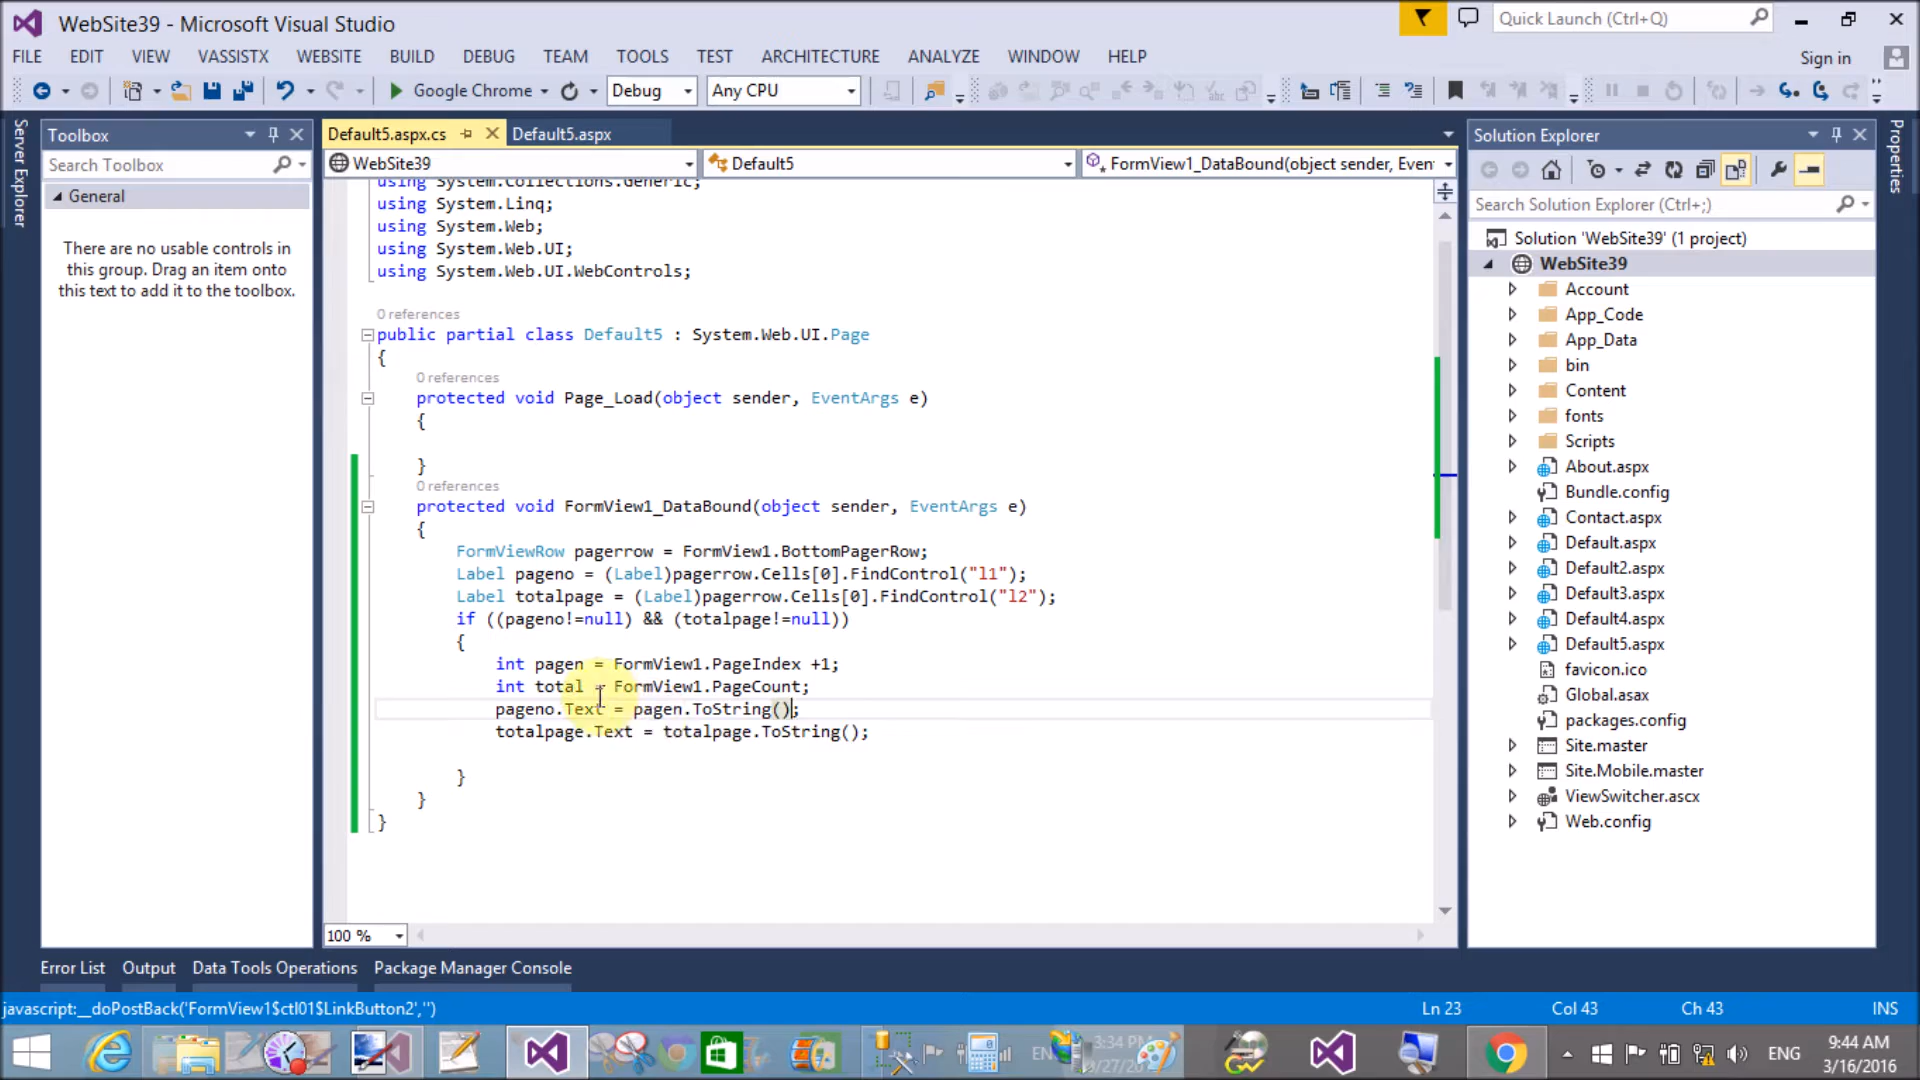 WebSite39 - Microsoft Visual Studio
Quick Launch (Ctrl+Q)
FILE EDIT VIEW VASSISTX WEBSITE BUILD DEBUG TEAM TOOLS TEST ARCHITECTURE ANALYZE WINDOW HELP
Sign in
Google Chrome Debug Any CPU
Server Explorer
Toolbox
Search Toolbox
General
There are no usable controls in
this group. Drag an item onto
this text to add it to the toolbox.
Default5.aspx.cs Default5.aspx
WebSite39 Default5 FormView1_DataBound(object sender, Even
using System.Collections.Generic;
using System.Linq;
using System.Web;
using System.Web.UI;
using System.Web.UI.WebControls;
0 references
public partial class Default5 : System.Web.UI.Page
{
0 references
protected void Page_Load(object sender, EventArgs e)
{
}
0 references
protected void FormView1_DataBound(object sender, EventArgs e)
{
FormViewRow pagerrow = FormView1.BottomPagerRow;
Label pageno = (Label)pagerrow.Cells[0].FindControl("l1");
Label totalpage = (Label)pagerrow.Cells[0].FindControl("l2");
if ((pageno!=null) && (totalpage!=null))
{
int pagen = FormView1.PageIndex +1;
int total = FormView1.PageCount;
pageno.Text = pagen.ToString();
totalpage.Text = totalpage.ToString();
}
}
}
100 %
Solution Explorer
Search Solution Explorer (Ctrl+;)
Solution 'WebSite39' (1 project)
WebSite39
Account
App_Code
App_Data
bin
Content
fonts
Scripts
About.aspx
Bundle.config
Contact.aspx
Default.aspx
Default2.aspx
Default3.aspx
Default4.aspx
Default5.aspx
favicon.ico
Global.asax
packages.config
Site.master
Site.Mobile.master
ViewSwitcher.ascx
Web.config
Properties
Error List Output Data Tools Operations Package Manager Console
javascript:__doPostBack('FormView1$ctl01$LinkButton2','')
Ln 23 Col 43 Ch 43 INS
ENG
9:44 AM
3/16/2016